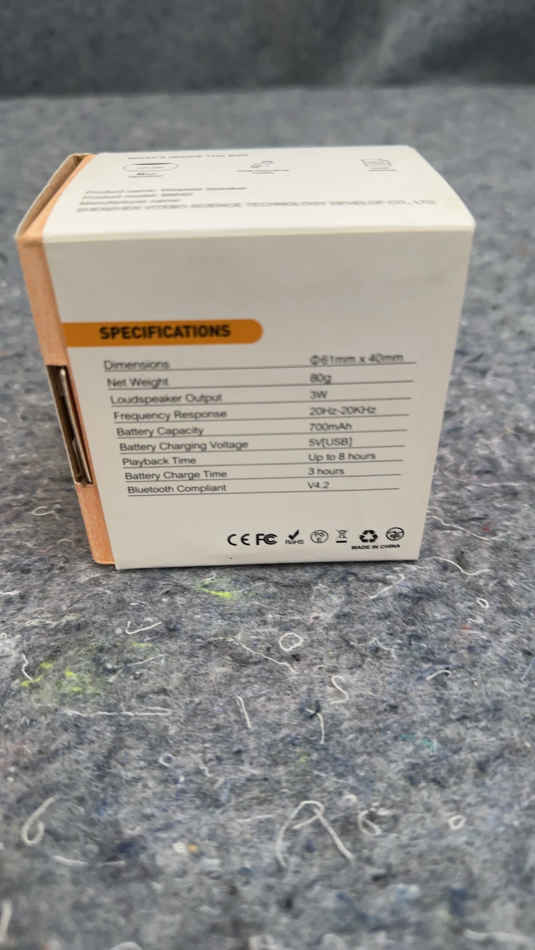 Manufacturer name:
SPECIFICATIONS
Dimensions Φ61mm x 40mm
Net Weight 80g
Loudspeaker Output 3W
Frequency Response 20Hz-20KHz
Battery Capacity 700mAh
Battery Charging Voltage 5V[USB]
Playback Time Up to 8 hours
Battery Charge Time 3 hours
Bluetooth Compliant V4.2
CE FC RoHS
MADE IN CHINA